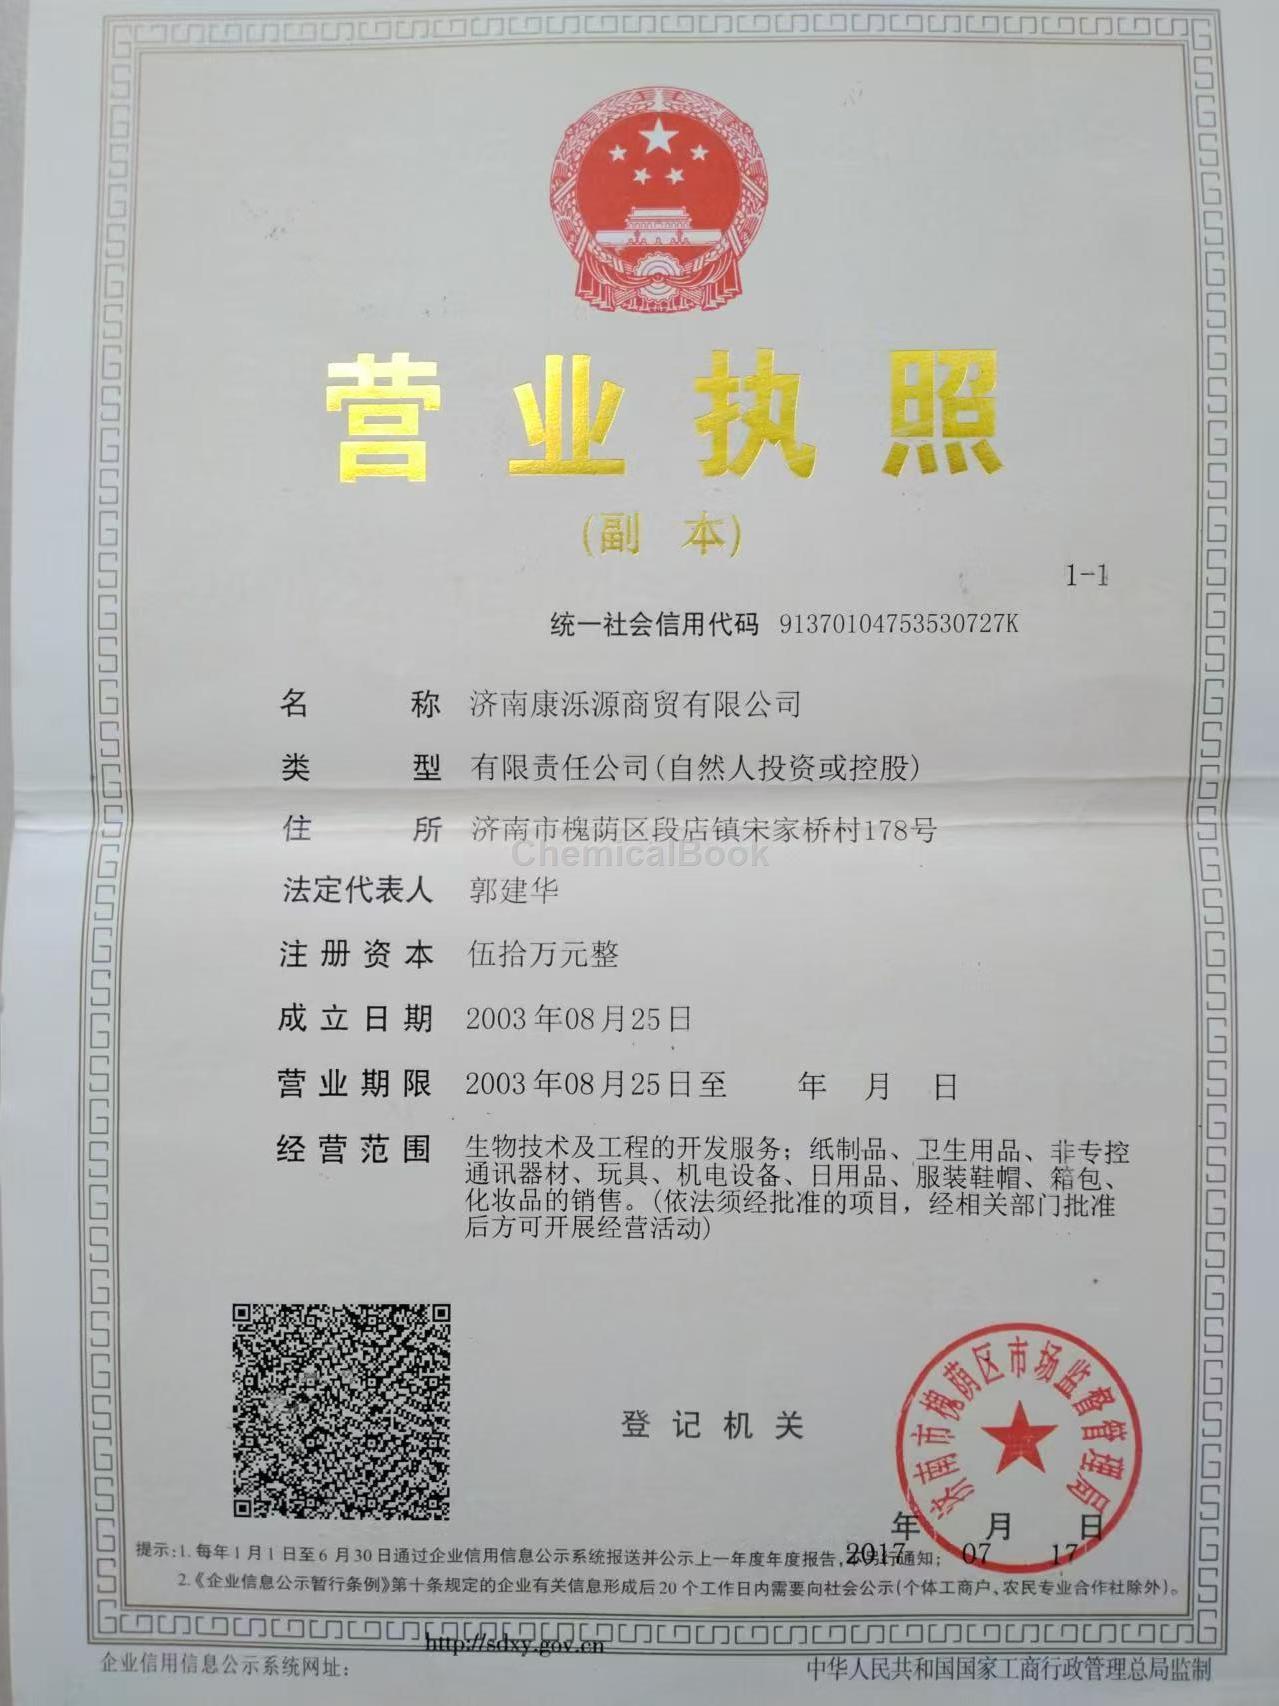 营业执照
(副 本)
1-1
统一社会信用代码 91370104753530727K
名 称 济南康泺源商贸有限公司
类 型 有限责任公司(自然人投资或控股)
住 所 济南市槐荫区段店镇宋家桥村178号
ChemicalBook
法定代表人 郭建华
注册资本 伍拾万元整
成立日期 2003年08月25日
营业期限 2003年08月25日至 年 月 日
经营范围 生物技术及工程的开发服务；纸制品、卫生用品、非专控
通讯器材、玩具、机电设备、日用品、服装鞋帽、箱包、
化妆品的销售。(依法须经批准的项目，经相关部门批准
后方可开展经营活动)
济南市槐荫区市场监督管理局
登记机关
年 月 日
2017 07 17
提示:1.每年1月1日至6月30日通过企业信用信息公示系统报送并公示上一年度年度报告,不另行通知;
2.《企业信息公示暂行条例》第十条规定的企业有关信息形成后20个工作日内需要向社会公示(个体工商户、农民专业合作社除外)。
http://sdxy.gov.cn
企业信用信息公示系统网址:
中华人民共和国国家工商行政管理总局监制